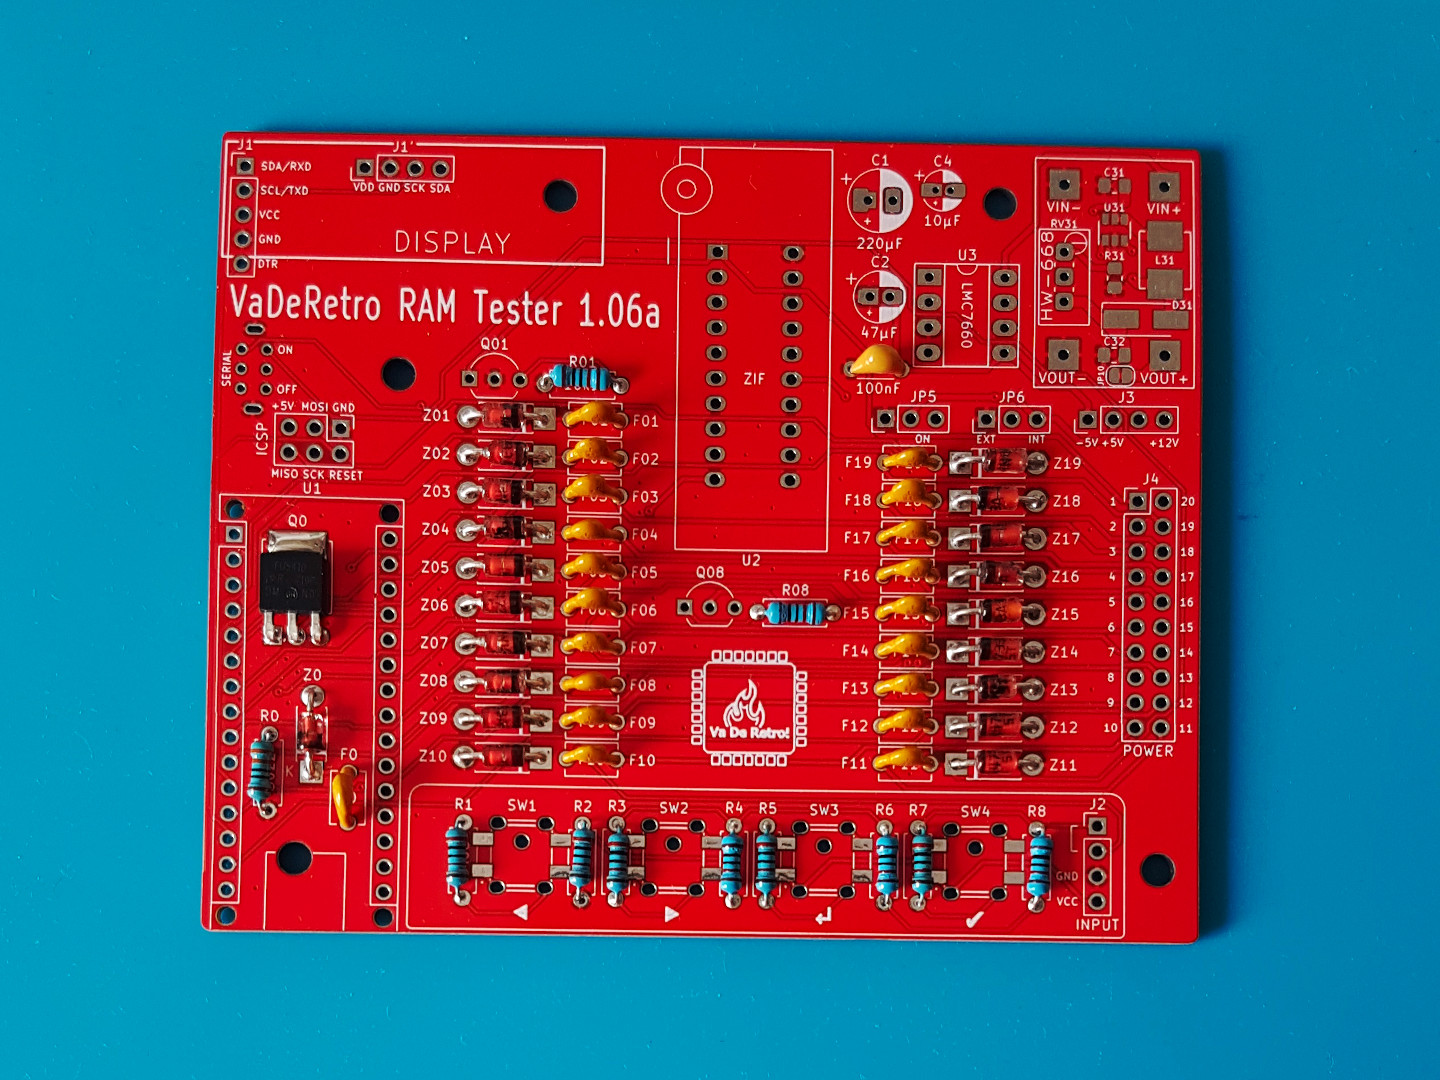 J1
J1'
SDA/RXD
VDD GND SCK SDA
SCL/TXD
VCC
GND
DTR
DISPLAY
VaDeRetro RAM Tester 1.06a
SERIAL
ON
OFF
+5V MOSI GND
ICSP
MISO SCK RESET
U1
Q0
Z0
R0
K
F0
Q01
R01
Z01
F01
Z02
F02
Z03
F03
Z04
F04
Z05
F05
Z06
F06
Z07
F07
Z08
F08
Z09
F09
Z10
F10
ZIF
U2
Q08
R08
Va De Retro!
C1
220µF
C4
10µF
C2
47µF
100nF
U3
LMC7660
VIN-
C31
VIN+
U31
RV31
HW-668
R31
L31
D31
C32
VOUT-
JP10
VOUT+
JP5
ON
JP6
EXT
INT
J3
-5V +5V
+12V
F19
Z19
F18
Z18
F17
Z17
F16
Z16
F15
Z15
F14
Z14
F13
Z13
F12
Z12
F11
Z11
J4
1
20
2
19
3
18
4
17
5
16
6
15
7
14
8
13
9
12
10
11
POWER
R1
SW1
R2
R3
SW2
R4
R5
SW3
R6
R7
SW4
R8
J2
GND
VCC
INPUT